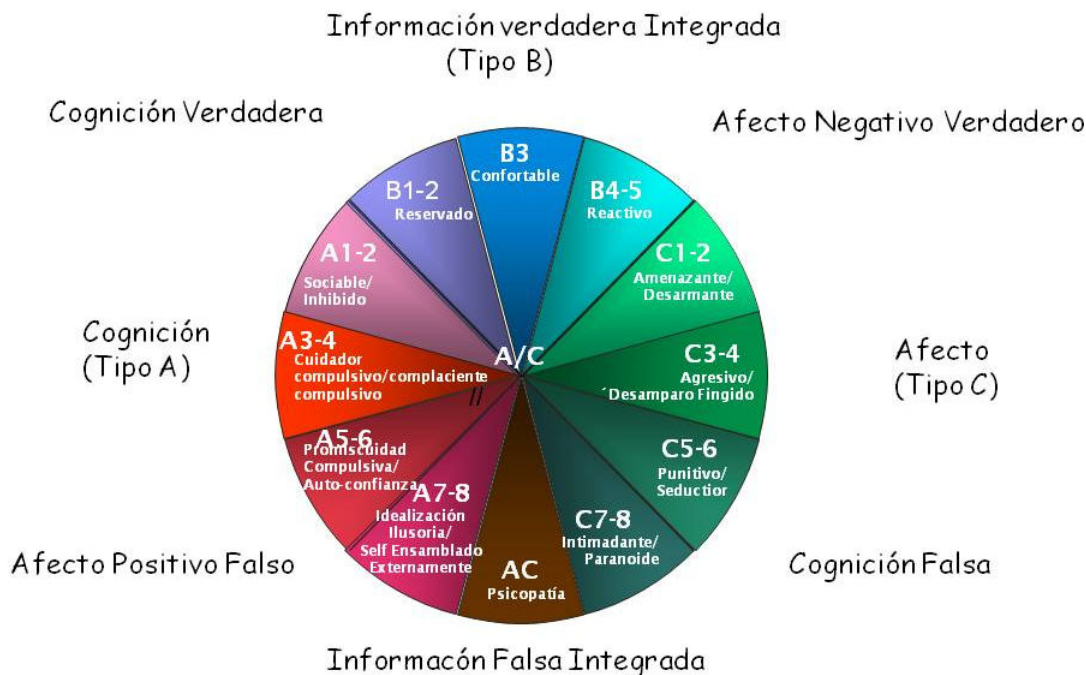 Información verdadera Integrada
(Tipo B)
Cognición Verdadera
Afecto Negativo Verdadero
B3
Confortable
B1-2
Reservado
B4-5
Reactivo
A1-2
Sociable/
Inhibido
C1-2
Amenazante/
Desarmante
Cognición
(Tipo A)
A3-4
Cuidador
compulsivo/complaciente
compulsivo
//
A/C
C3-4
Agresivo/
´Desamparo Fingido
Afecto
(Tipo C)
A5-6
Promiscuidad
Compulsiva/
Auto-confianza
C5-6
Punitivo/
Seductior
A7-8
Idealización
Ilusoria/
Self Ensamblado
Externamente
C7-8
Intimadante/
Paranoide
AC
Psicopatía
Afecto Positivo Falso
Cognición Falsa
Informacón Falsa Integrada